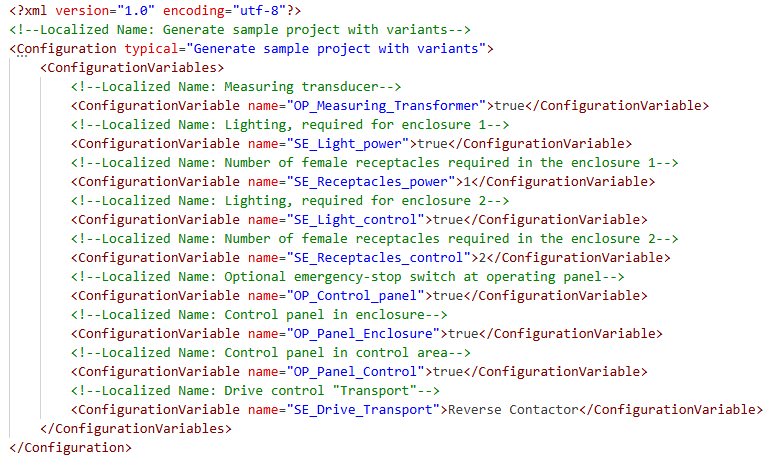 <?xml version="1.0" encoding="utf-8"?>
<!--Localized Name: Generate sample project with variants-->
<Configuration typical="Generate sample project with variants">
    <ConfigurationVariables>
        <!--Localized Name: Measuring transducer-->
        <ConfigurationVariable name="OP_Measuring_Transformer">true</ConfigurationVariable>
        <!--Localized Name: Lighting, required for enclosure 1-->
        <ConfigurationVariable name="SE_Light_power">true</ConfigurationVariable>
        <!--Localized Name: Number of female receptacles required in the enclosure 1-->
        <ConfigurationVariable name="SE_Receptacles_power">1</ConfigurationVariable>
        <!--Localized Name: Lighting, required for enclosure 2-->
        <ConfigurationVariable name="SE_Light_control">true</ConfigurationVariable>
        <!--Localized Name: Number of female receptacles required in the enclosure 2-->
        <ConfigurationVariable name="SE_Receptacles_control">2</ConfigurationVariable>
        <!--Localized Name: Optional emergency-stop switch at operating panel-->
        <ConfigurationVariable name="OP_Control_panel">true</ConfigurationVariable>
        <!--Localized Name: Control panel in enclosure-->
        <ConfigurationVariable name="OP_Panel_Enclosure">true</ConfigurationVariable>
        <!--Localized Name: Control panel in control area-->
        <ConfigurationVariable name="OP_Panel_Control">true</ConfigurationVariable>
        <!--Localized Name: Drive control "Transport"-->
        <ConfigurationVariable name="SE_Drive_Transport">Reverse Contactor</ConfigurationVariable>
    </ConfigurationVariables>
</Configuration>